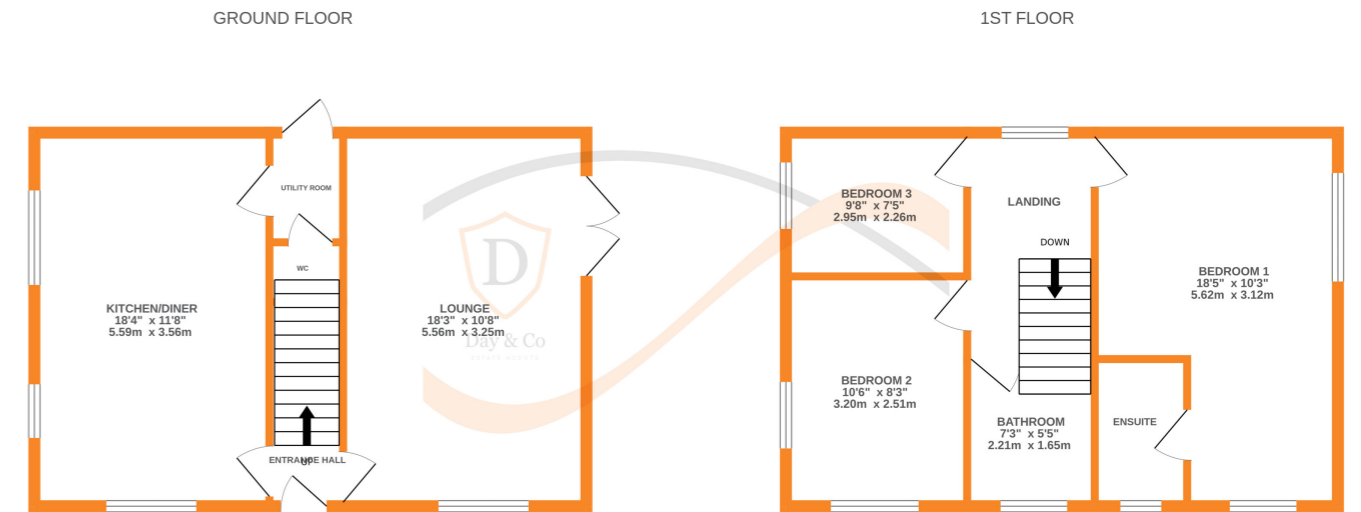 GROUND FLOOR
1ST FLOOR
UTILITY ROOM
WC
KITCHEN/DINER
18'4" x 11'8"
5.59m x 3.56m
LOUNGE
18'3" x 10'8"
5.56m x 3.25m
D
Day & Co
ENTRANCE HALL
UP
BEDROOM 3
9'8" x 7'5"
2.95m x 2.26m
LANDING
DOWN
BEDROOM 1
18'5" x 10'3"
5.62m x 3.12m
BEDROOM 2
10'6" x 8'3"
3.20m x 2.51m
BATHROOM
7'3" x 5'5"
2.21m x 1.65m
ENSUITE